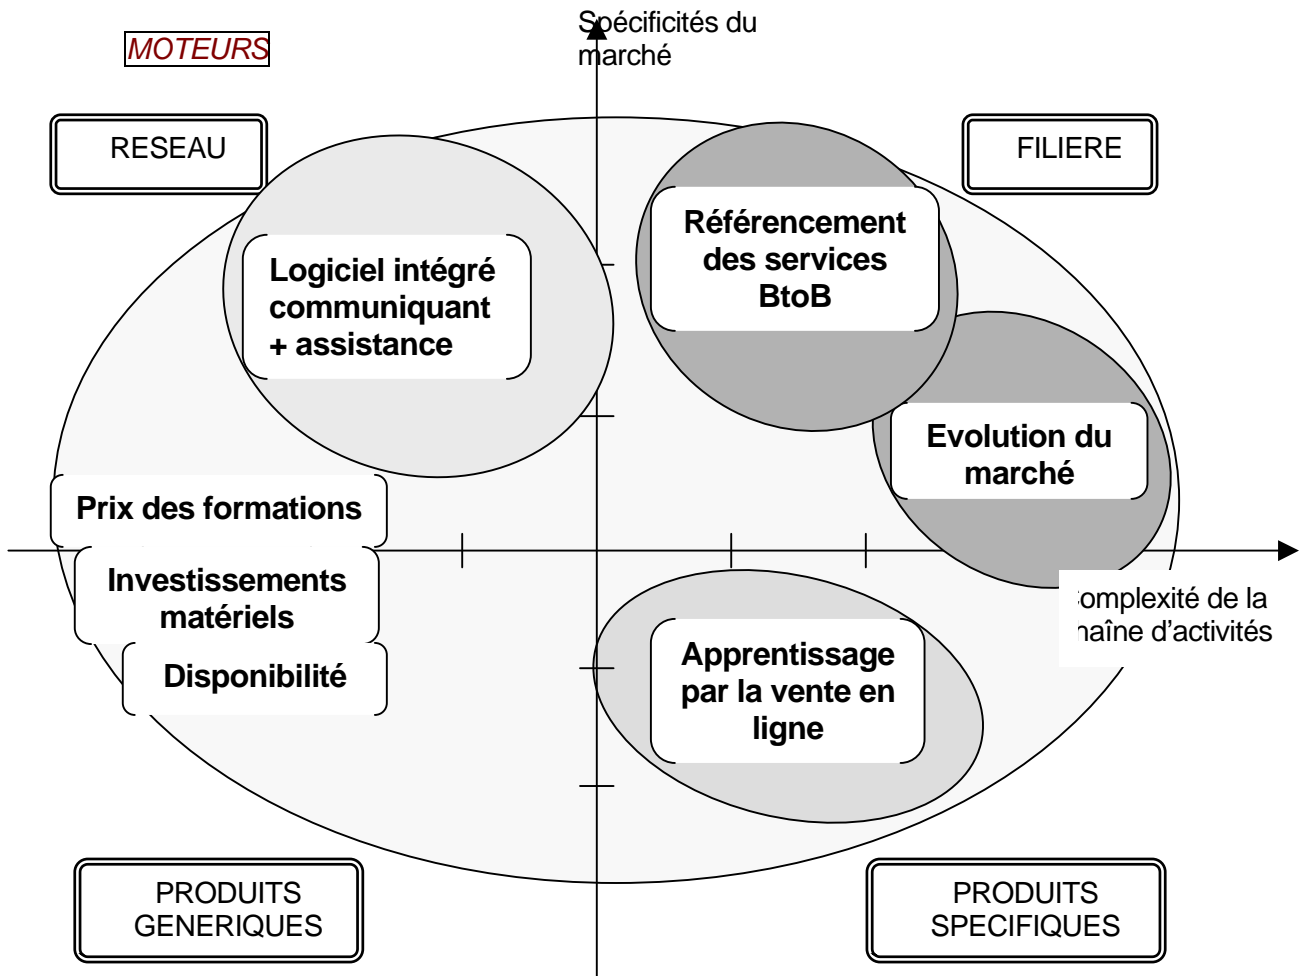 Spécificités du
marché
MOTEURS
RESEAU
FILIERE
Référencement
des services
BtoB
Logiciel intégré
communiquant
+ assistance
Evolution du
marché
Prix des formations
Investissements
matériels
Disponibilité
omplexité de la
haîne d'activités
Apprentissage
par la vente en
ligne
PRODUITS
GENERIQUES
PRODUITS
SPECIFIQUES